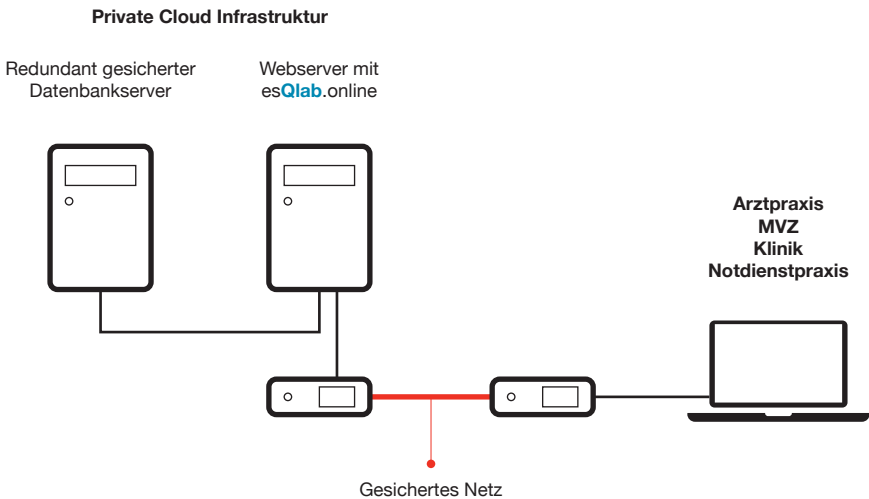 Private Cloud Infrastruktur
Redundant gesicherter
Datenbankserver
Webserver mit
esQlab.online
Arztpraxis
MVZ
Klinik
Notdienstpraxis
Gesichertes Netz